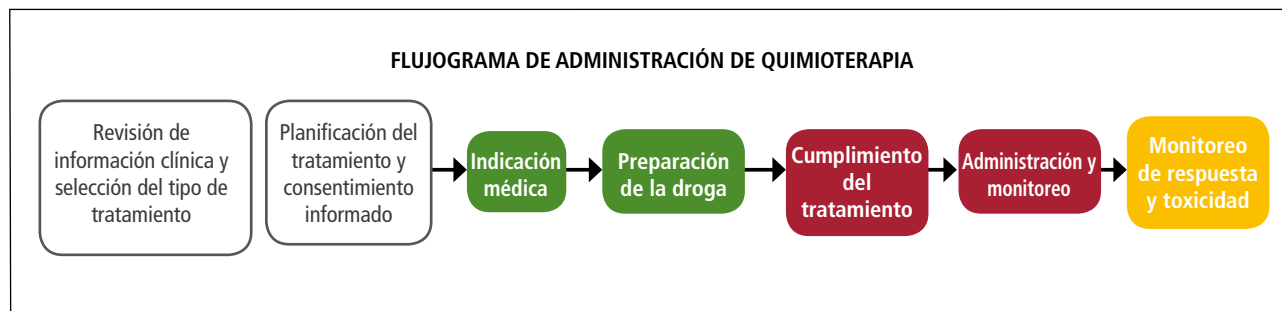 FLUJOGRAMA DE ADMINISTRACIÓN DE QUIMIOTERAPIA
Revisión de
información clínica y
selección del tipo de
tratamiento
Planificación del
tratamiento y
consentimiento
informado
Indicación
médica
Preparación
de la droga
Cumplimiento
del
tratamiento
Administración y
monitoreo
Monitoreo
de respuesta
y toxicidad